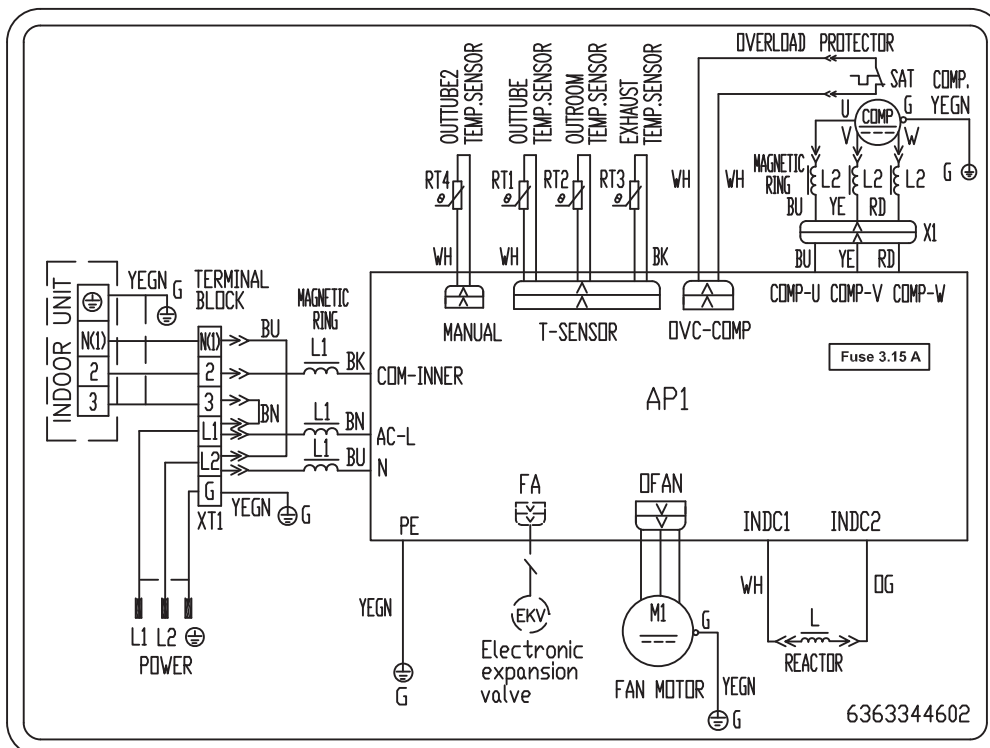 OVERLOAD PROTECTOR
SAT
COMP.
YEGN
OUTTUBE2
TEMP.SENSOR
OUTTUBE
TEMP.SENSOR
OUTROOM
TEMP.SENSOR
EXHAUST
TEMP.SENSOR
U
COMP
G
V
W
G
MAGNETIC
RING
L2
L2
L2
RT4
θ
RT1
θ
RT2
θ
RT3
θ
WH
WH
BU
YE
RD
X1
WH
WH
BK
BU
YE
RD
INDOOR UNIT
YEGN
G
N(1)
2
3
TERMINAL
BLOCK
N(1)
2
3
L1
L2
G
XT1
BU
BN
YEGN
G
MAGNETIC
RING
L1
BK
L1
BN
L1
BU
MANUAL
T-SENSOR
OVC-COMP
COMP-U
COMP-V
COMP-W
Fuse 3.15 A
COM-INNER
AP1
AC-L
N
PE
FA
OFAN
INDC1
INDC2
YEGN
G
EKV
Electronic
expansion
valve
M1
G
FAN MOTOR
YEGN
G
WH
OG
L
REACTOR
L1
L2
POWER
6363344602